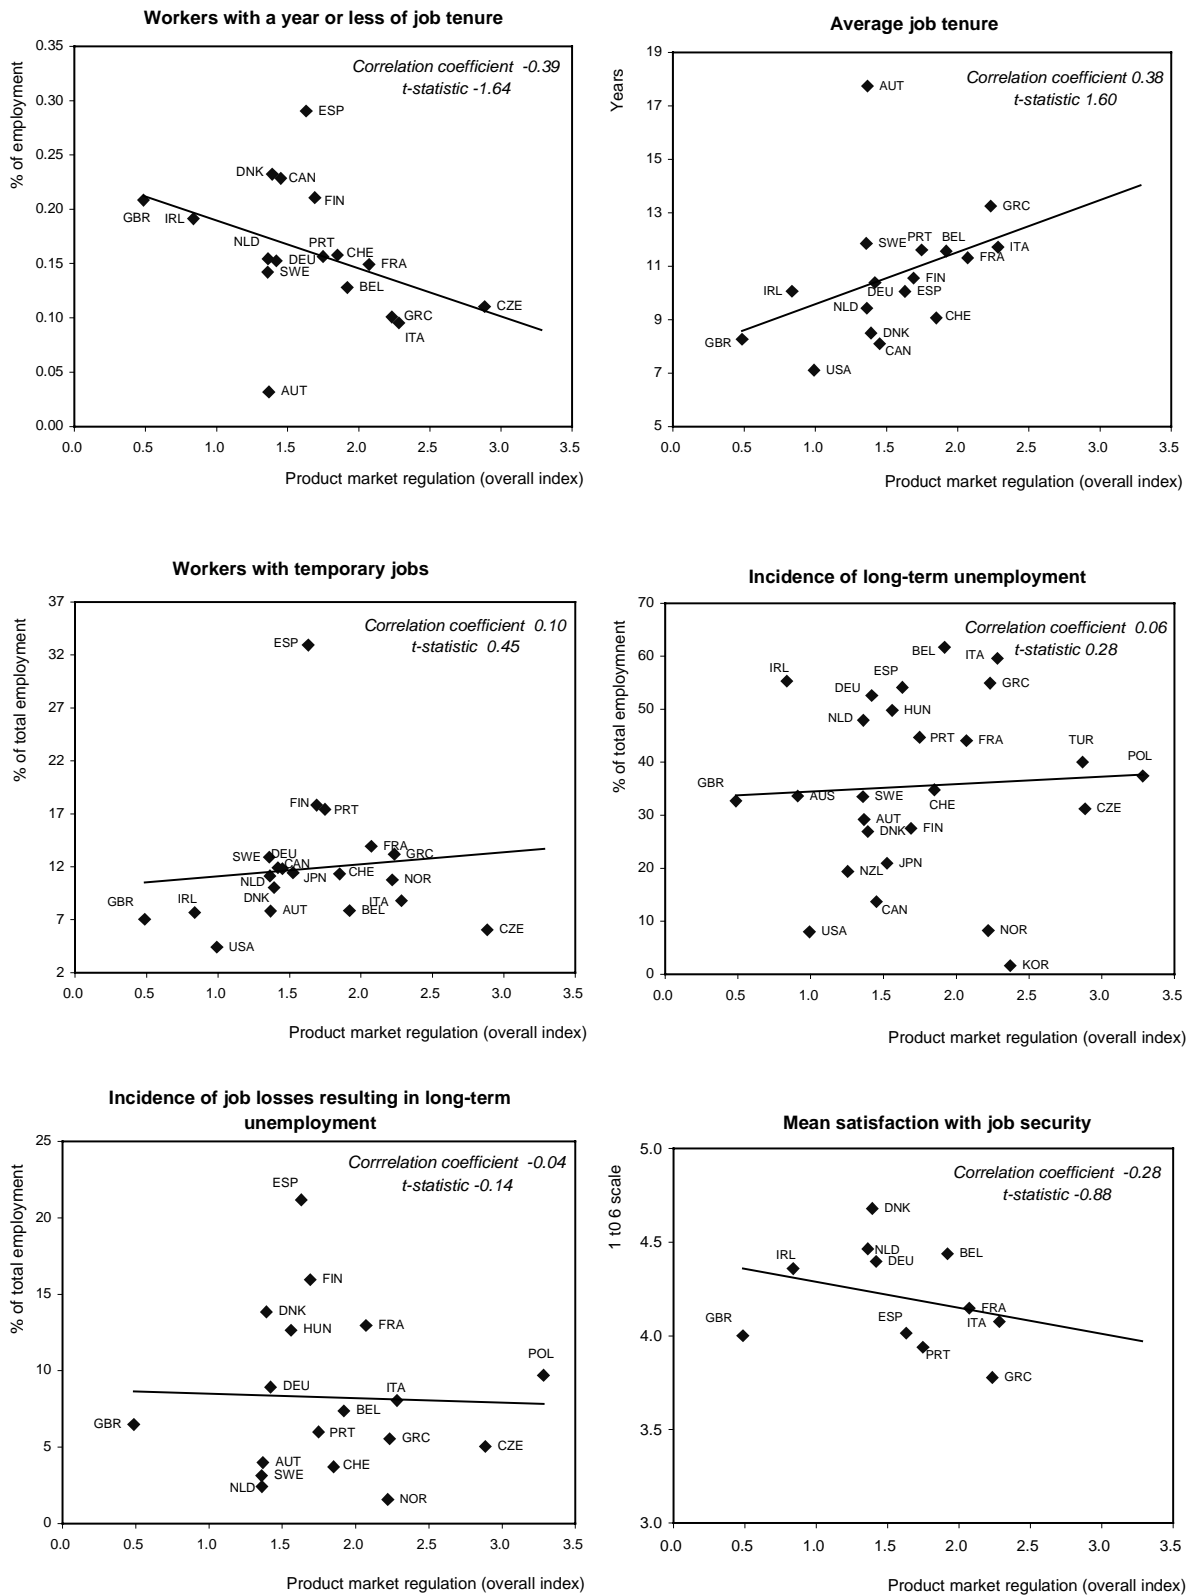 Workers with a year or less of job tenure
% of employment
Correlation coefficient -0.39
t-statistic -1.64
0.35
0.30
0.25
0.20
0.15
0.10
0.05
0.00
ESP
DNK
CAN
FIN
GBR
IRL
NLD
PRT
CHE
DEU
FRA
SWE
BEL
CZE
GRC
ITA
AUT
0.0 0.5 1.0 1.5 2.0 2.5 3.0 3.5
Product market regulation (overall index)
Average job tenure
Years
Correlation coefficient 0.38
t-statistic 1.60
19
17
15
13
11
9
7
5
AUT
GRC
SWE
PRT
BEL
ITA
FRA
FIN
IRL
DEU
ESP
NLD
CHE
DNK
GBR
CAN
USA
0.0 0.5 1.0 1.5 2.0 2.5 3.0 3.5
Product market regulation (overall index)
Workers with temporary jobs
% of total employment
Correlation coefficient 0.10
t-statistic 0.45
37
32
27
22
17
12
7
2
ESP
FIN
PRT
FRA
SWE
DEU
GRC
CAN
CHE
JPN
NOR
NLD
DNK
GBR
IRL
AUT
ITA
BEL
CZE
USA
0.0 0.5 1.0 1.5 2.0 2.5 3.0 3.5
Product market regulation (overall index)
Incidence of long-term unemployment
% of total employmnent
Correlation coefficient 0.06
t-statistic 0.28
70
60
50
40
30
20
10
0
BEL
ITA
IRL
ESP
GRC
DEU
HUN
NLD
PRT
FRA
TUR
POL
GBR
AUS
SWE
CHE
CZE
AUT
DNK
FIN
JPN
NZL
CAN
USA
NOR
KOR
0.0 0.5 1.0 1.5 2.0 2.5 3.0 3.5
Product market regulation (overall index)
Incidence of job losses resulting in long-term
unemployment
% of total employment
Corrrelation coefficient -0.04
t-statistic -0.14
25
20
15
10
5
0
ESP
FIN
DNK
HUN
FRA
POL
DEU
ITA
BEL
GBR
PRT
GRC
CZE
AUT
CHE
SWE
NLD
NOR
0.0 0.5 1.0 1.5 2.0 2.5 3.0 3.5
Product market regulation (overall index)
Mean satisfaction with job security
1 t0 6 scale
Correlation coefficient -0.28
t-statistic -0.88
5.0
4.5
4.0
3.5
3.0
DNK
NLD
BEL
DEU
IRL
FRA
ITA
GBR
ESP
PRT
GRC
0.0 0.5 1.0 1.5 2.0 2.5 3.0 3.5
Product market regulation (overall index)